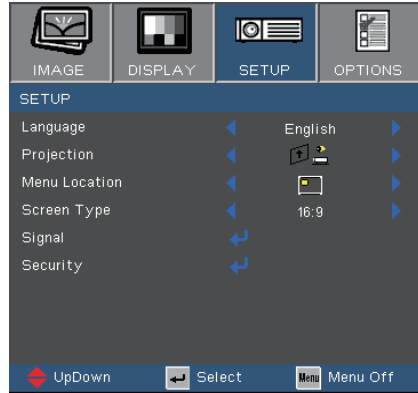 IMAGE DISPLAY SETUP OPTIONS
SETUP
Language English
Projection
Menu Location
Screen Type 16:9
Signal
Security
UpDown Select Menu Menu Off